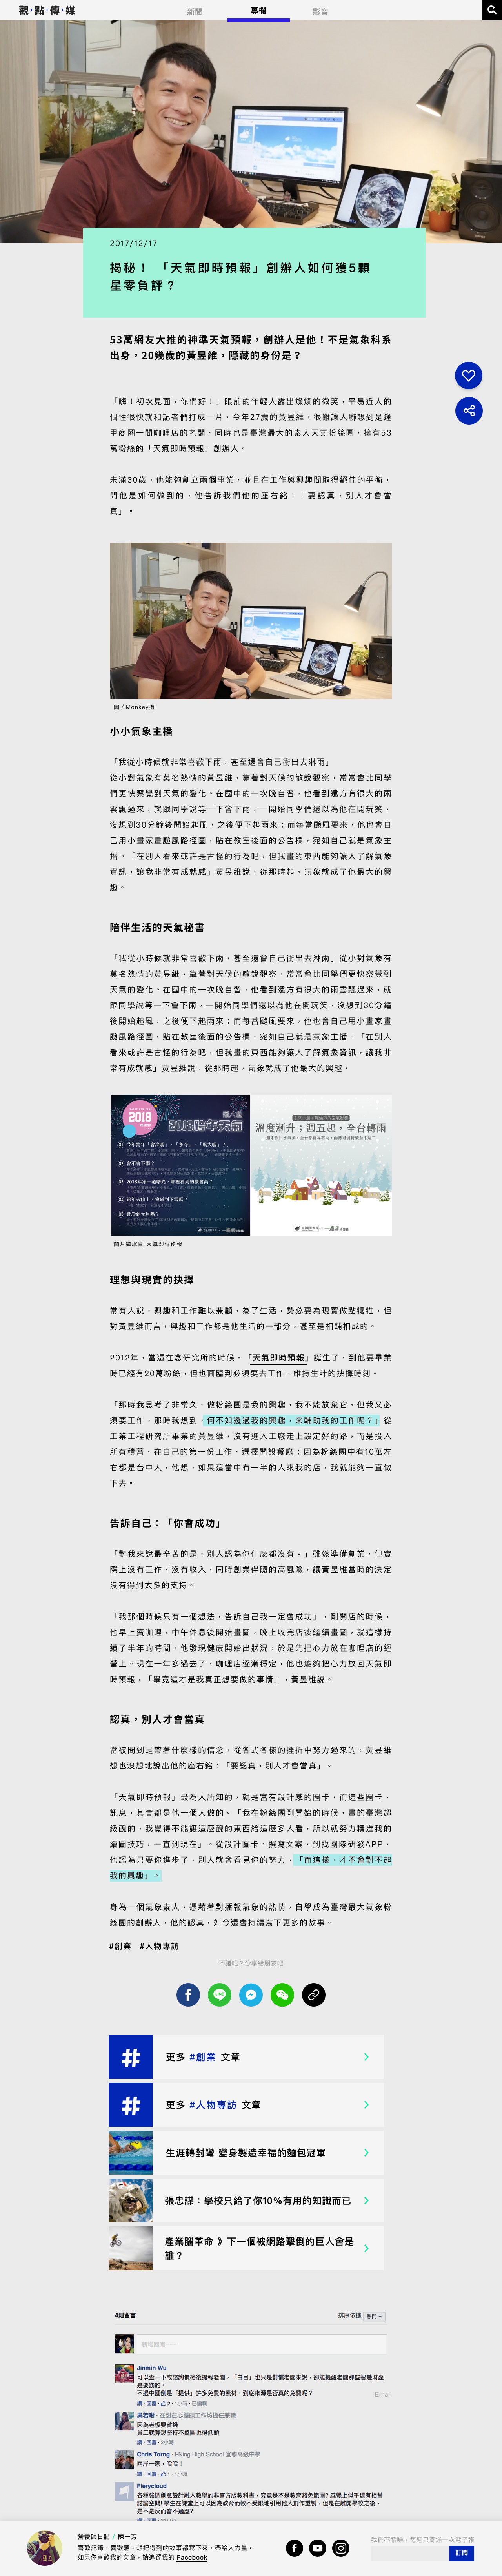 觀點傳媒
新聞
專欄
影音
2017/12/17
揭秘！「天氣即時預報」創辦人如何獲5顆
星零負評？
53萬網友大推的神準天氣預報，創辦人是他！不是氣象科系
出身，20幾歲的黃昱維，隱藏的身份是？
「嗨！初次見面，你們好！」眼前的年輕人露出燦爛的微笑，平易近人的
個性很快就和記者們打成一片。今年27歲的黃昱維，很難讓人聯想到是逢
甲商圈一間咖哩店的老闆，同時也是臺灣最大的素人天氣粉絲團，擁有53
萬粉絲的「天氣即時預報」創辦人。
未滿30歲，他能夠創立兩個事業，並且在工作與興趣間取得絕佳的平衡，
問他是如何做到的，他告訴我們他的座右銘：「要認真，別人才會當
真」。
圖 / Monkey攝
小小氣象主播
「我從小時候就非常喜歡下雨，甚至還會自己衝出去淋雨」
從小對氣象有莫名熱情的黃昱維，靠著對天候的敏銳觀察，常常會比同學
們更快察覺到天氣的變化。在國中的一次晚自習，他看到遠方有很大的雨
雲飄過來，就跟同學說等一下會下雨，一開始同學們還以為他在開玩笑，
沒想到30分鐘後開始起風，之後便下起雨來；而每當颱風要來，他也會自
己用小畫家畫颱風路徑圖，貼在教室後面的公告欄，宛如自己就是氣象主
播。「在別人看來或許是古怪的行為吧，但我畫的東西能夠讓人了解氣象
資訊，讓我非常有成就感」黃昱維說，從那時起，氣象就成了他最大的興
趣。
陪伴生活的天氣秘書
「我從小時候就非常喜歡下雨，甚至還會自己衝出去淋雨」從小對氣象有
莫名熱情的黃昱維，靠著對天候的敏銳觀察，常常會比同學們更快察覺到
天氣的變化。在國中的一次晚自習，他看到遠方有很大的雨雲飄過來，就
跟同學說等一下會下雨，一開始同學們還以為他在開玩笑，沒想到30分鐘
後開始起風，之後便下起雨來；而每當颱風要來，他也會自己用小畫家畫
颱風路徑圖，貼在教室後面的公告欄，宛如自己就是氣象主播。「在別人
看來或許是古怪的行為吧，但我畫的東西能夠讓人了解氣象資訊，讓我非
常有成就感」黃昱維說，從那時起，氣象就成了他最大的興趣。
2018
2018跨年天氣
溫度漸升；週五起，全台轉雨
圖片擷取自 天氣即時預報
理想與現實的抉擇
常有人說，興趣和工作難以兼顧，為了生活，勢必要為現實做點犧牲，但
對黃昱維而言，興趣和工作都是他生活的一部分，甚至是相輔相成的。
2012年，當還在念研究所的時候，「天氣即時預報」誕生了，到他要畢業
時已經有20萬粉絲，但也面臨到必須要去工作、維持生計的抉擇時刻。
「那時我思考了非常久，做粉絲團是我的興趣，我不能放棄它，但我又必
須要工作，那時我想到，何不如透過我的興趣，來輔助我的工作呢？」從
工業工程研究所畢業的黃昱維，沒有進入工廠走上設定好的路，而是投入
所有積蓄，在自己的第一份工作，選擇開設餐廳；因為粉絲團中有10萬左
右都是台中人，他想，如果這當中有一半的人來我的店，我就能夠一直做
下去。
告訴自己：「你會成功」
「對我來說最辛苦的是，別人認為你什麼都沒有。」雖然準備創業，但實
際上沒有工作、沒有收入，同時創業伴隨的高風險，讓黃昱維當時的決定
沒有得到太多的支持。
「我那個時候只有一個想法，告訴自己我一定會成功」，剛開店的時候，
他早上賣咖哩，中午休息後開始畫圖，晚上收完店後繼續畫圖，就這樣持
續了半年的時間，他發現健康開始出狀況，於是先把心力放在咖哩店的經
營上。現在一年多過去了，咖哩店逐漸穩定，他也能夠把心力放回天氣即
時預報，「畢竟這才是我真正想要做的事情」，黃昱維說。
認真，別人才會當真
當被問到是帶著什麼樣的信念，從各式各樣的挫折中努力過來的，黃昱維
想也沒想地說出他的座右銘：「要認真，別人才會當真」。
「天氣即時預報」最為人所知的，就是富有設計感的圖卡，而這些圖卡、
訊息，其實都是他一個人做的。「我在粉絲團剛開始的時候，畫的臺灣超
級醜的，我覺得不能讓這麼醜的東西給這麼多人看，所以就努力精進我的
繪圖技巧，一直到現在」。從設計圖卡、撰寫文案，到找團隊研發APP，
他認為只要你進步了，別人就會看見你的努力，「而這樣，才不會對不起
我的興趣」。
身為一個氣象素人，憑藉著對播報氣象的熱情，自學成為臺灣最大氣象粉
絲團的創辦人，他的認真，如今還會持續寫下更多的故事。
#創業 #人物專訪
不錯吧？分享給朋友吧
LINE
# 更多 #創業 文章
# 更多 #人物專訪 文章
生涯轉對彎 變身製造幸福的麵包冠軍
張忠謀：學校只給了你10%有用的知識而已
產業腦革命 》下一個被網路擊倒的巨人會是
誰？
4則留言
排序依據 熱門
新增回應⋯⋯
Jinmin Wu
可以查一下或諮詢價格後提報老闆，「白目」也只是對慣老闆來說，卻能提醒老闆那些智慧財產
是要錢的。
不過中國倒是「提供」許多免費的素材，到底來源是否真的免費呢？
Email
讚 · 回覆 · 2 · 1小時 · 已編輯
吳若晰 · 在甜在心饅頭工作坊擔任兼職
因為老板要省錢
員工就算想堅持不盜圖也得低頭
讚 · 回覆 · 2小時
Chris Torng · I-Ning High School 宜寧高級中學
兩岸一家，哈哈！
讚 · 回覆 · 1 · 1小時
Fierycloud
各種強調創意設計融入教學的非官方版教科書，究竟是不是教育豁免範圍? 感覺上似乎還有相當
討論空間! 學生在課堂上可以因為教育而較不受限地引用他人創作重製，但是在離開學校之後，
是不是反而會不適應?
營養師日記 / 陳一芳
喜歡記錄、喜歡聽、想把得到的故事都寫下來，帶給人力量。
如果你喜歡我的文章，請追蹤我的 Facebook
我們不聒噪，每週只寄送一次電子報
訂閱